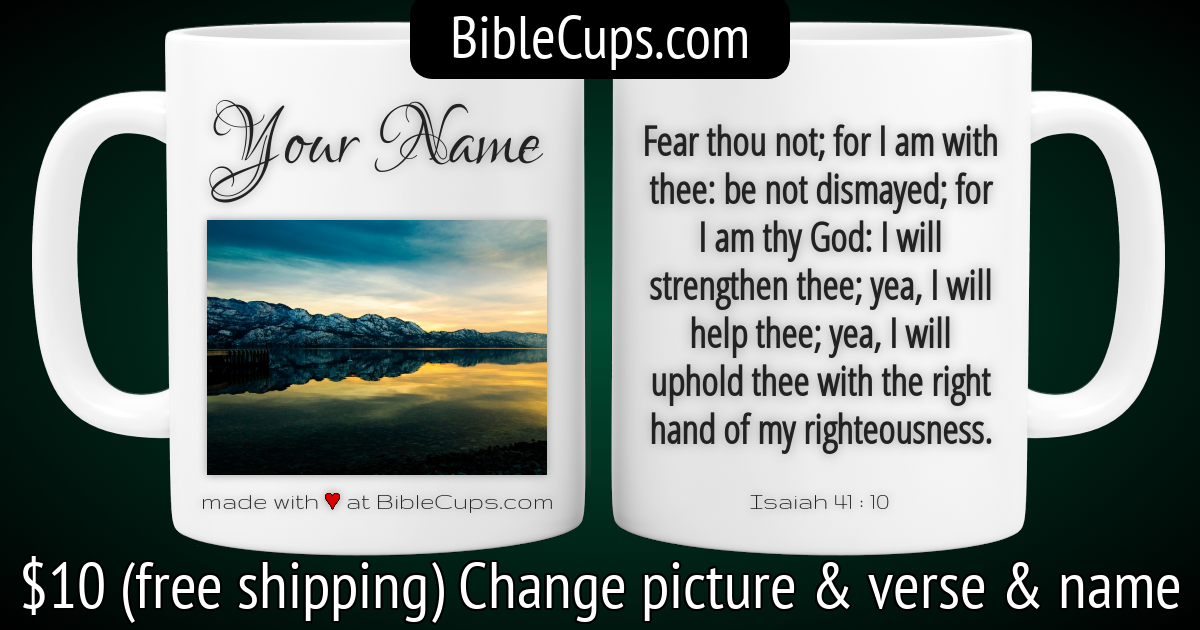 BibleCups.com
Your Name
made with ♥ at BibleCups.com
Fear thou not; for I am with
thee: be not dismayed; for
I am thy God: I will
strengthen thee; yea, I will
help thee; yea, I will
uphold thee with the right
hand of my righteousness.
Isaiah 41 : 10
$10 (free shipping) Change picture & verse & name